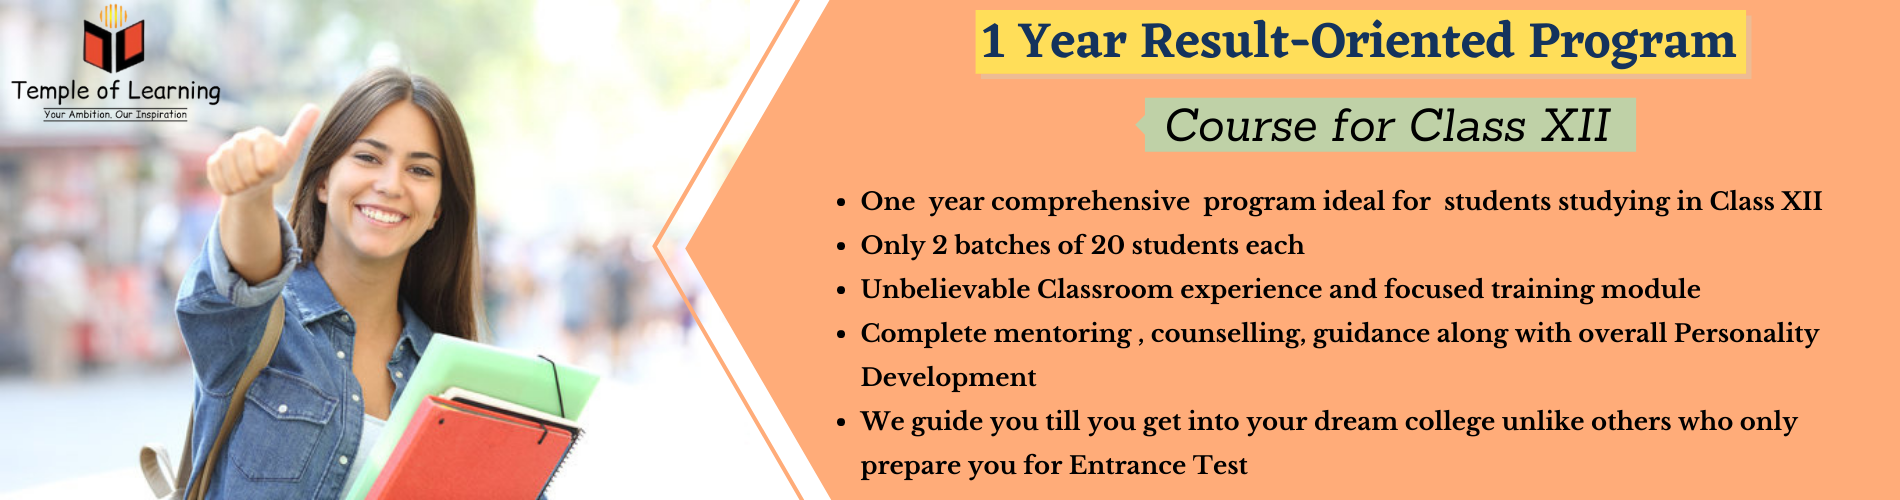 Temple of Learning
Your Ambition, Our Inspiration
1 Year Result-Oriented Program
Course for Class XII
• One year comprehensive program ideal for students studying in Class XII
• Only 2 batches of 20 students each
• Unbelievable Classroom experience and focused training module
• Complete mentoring , counselling, guidance along with overall Personality
Development
• We guide you till you get into your dream college unlike others who only
prepare you for Entrance Test